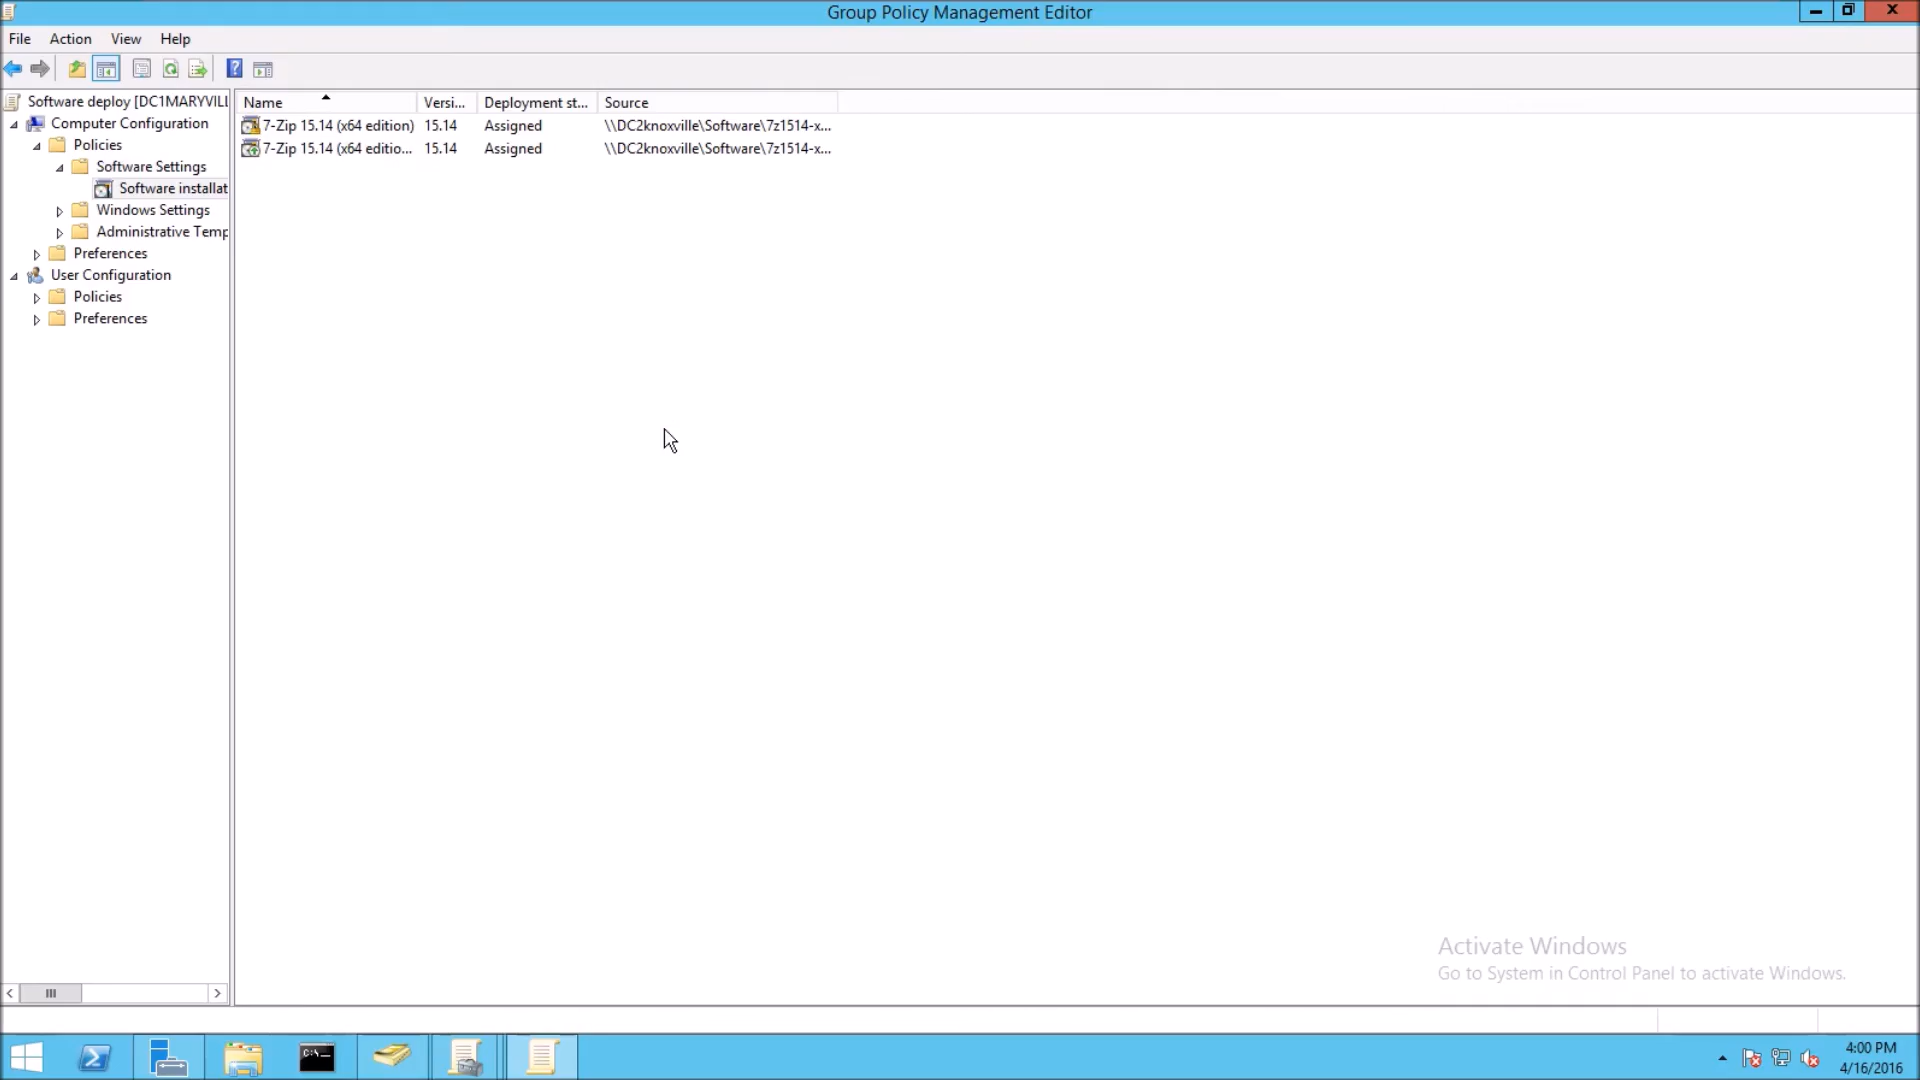 Group Policy Management Editor
File Action View Help
Software deploy [DC1MARYVILL
Computer Configuration
Policies
Software Settings
Software installat
Windows Settings
Administrative Temp
Preferences
User Configuration
Policies
Preferences
Name Versi... Deployment st... Source
7-Zip 15.14 (x64 edition) 15.14 Assigned \\DC2knoxville\Software\7z1514-x...
7-Zip 15.14 (x64 editio... 15.14 Assigned \\DC2knoxville\Software\7z1514-x...
Activate Windows
Go to System in Control Panel to activate Windows.
C:\_
4:00 PM
4/16/2016